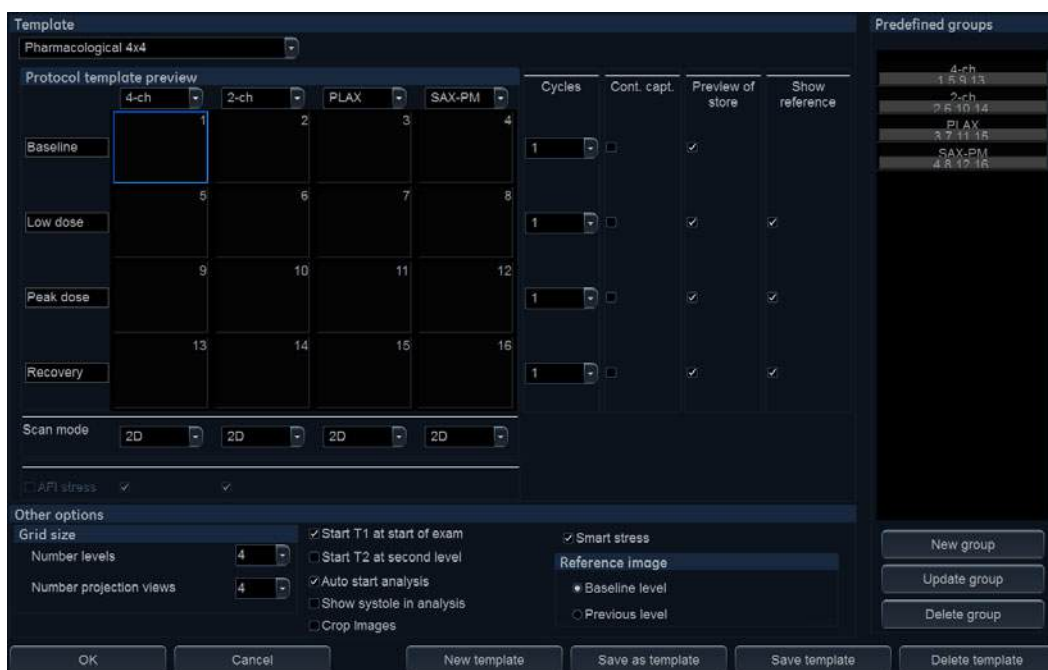 Template
Predefined groups
Pharmacological 4x4
Protocol template preview
Cycles
Cont. capt.
Preview of store
Show reference
4-ch
2-ch
PLAX
SAX-PM
Baseline
1
2
3
4
1
Low dose
5
6
7
8
1
Peak dose
9
10
11
12
1
Recovery
13
14
15
16
1
Scan mode
2D
2D
2D
2D
AFI stress
4-ch
1 5 9 13
2-ch
2 6 10 14
PLAX
3 7 11 15
SAX-PM
4 8 12 16
Other options
Grid size
Number levels
4
Number projection views
4
Start T1 at start of exam
Start T2 at second level
Auto start analysis
Show systole in analysis
Crop Images
Smart stress
Reference image
Baseline level
Previous level
New group
Update group
Delete group
OK
Cancel
New template
Save as template
Save template
Delete template